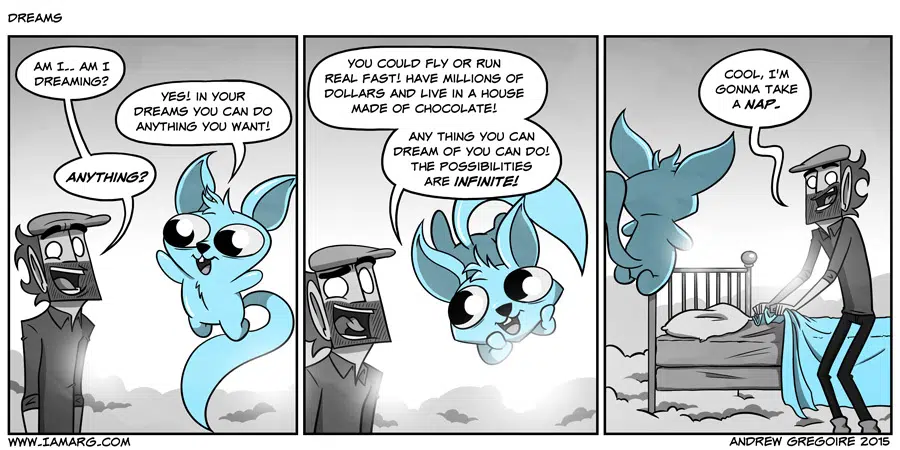 DREAMS
AM I... AM I
DREAMING?
YES! IN YOUR
DREAMS YOU CAN DO
ANYTHING YOU WANT!
ANYTHING?
YOU COULD FLY OR RUN
REAL FAST! HAVE MILLIONS OF
DOLLARS AND LIVE IN A HOUSE
MADE OF CHOCOLATE!
ANY THING YOU CAN
DREAM OF YOU CAN DO!
THE POSSIBILITIES
ARE INFINITE!
COOL, I'M
GONNA TAKE
A NAP..
WWW.IAMARG.COM
ANDREW GREGOIRE 2015